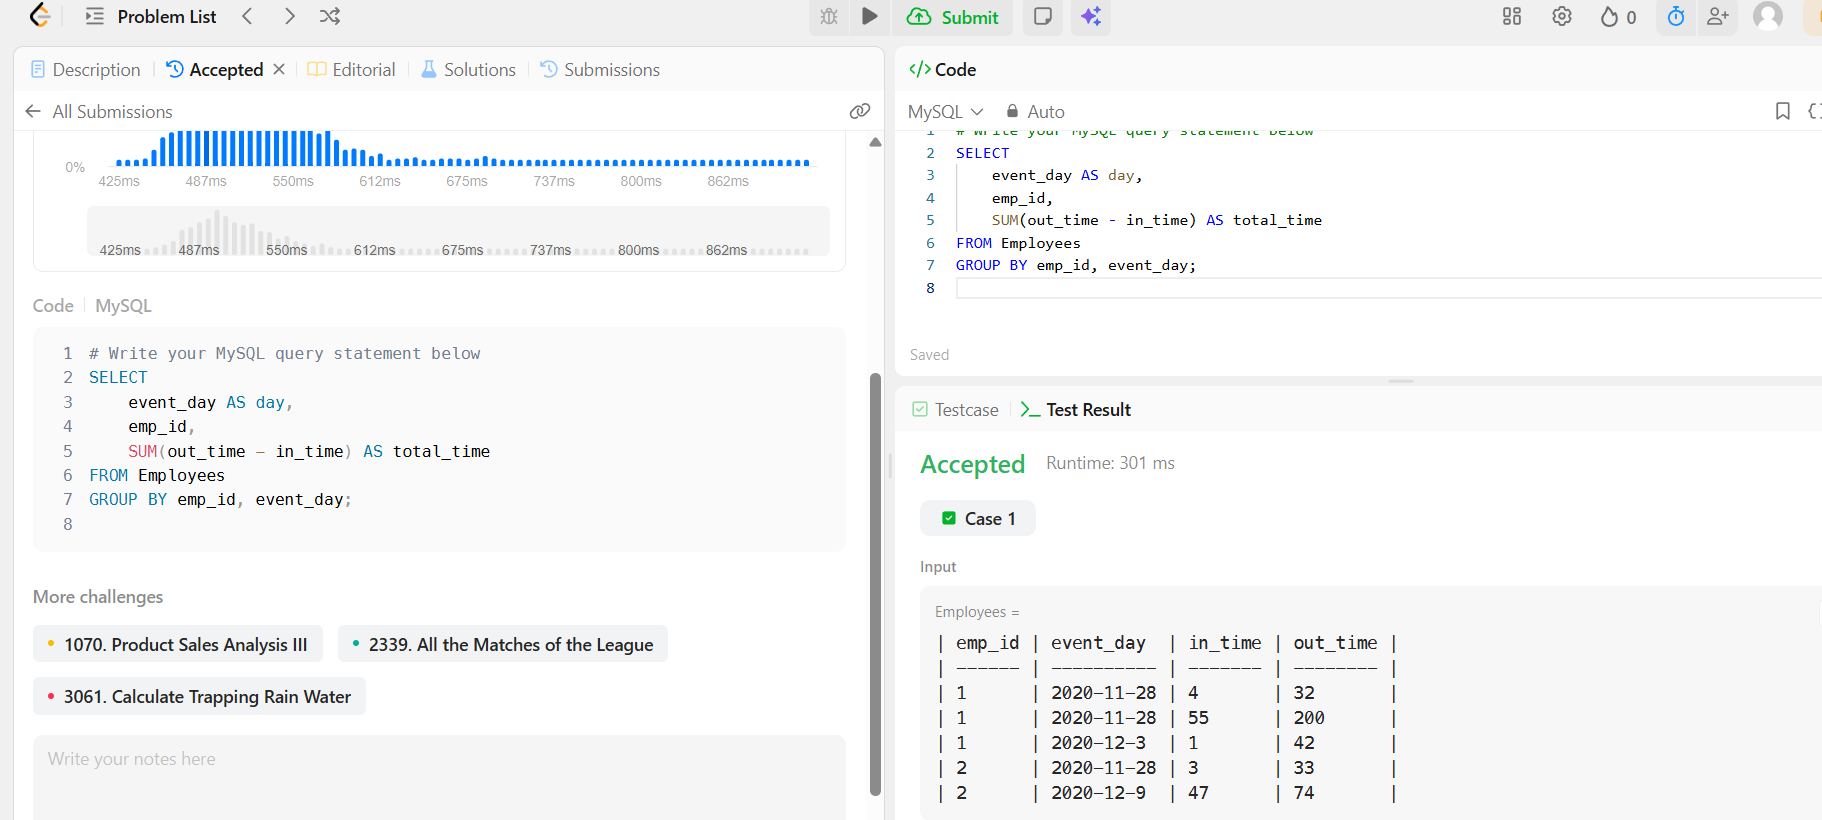 Problem List
Submit
0
Description
Accepted
Editorial
Solutions
Submissions
All Submissions
0%
425ms 487ms 550ms 612ms 675ms 737ms 800ms 862ms
425ms 487ms 550ms 612ms 675ms 737ms 800ms 862ms
Code
MySQL
1 # Write your MySQL query statement below
2 SELECT
3 event_day AS day,
4 emp_id,
5 SUM(out_time - in_time) AS total_time
6 FROM Employees
7 GROUP BY emp_id, event_day;
8
More challenges
1070. Product Sales Analysis III
2339. All the Matches of the League
3061. Calculate Trapping Rain Water
Write your notes here
</> Code
MySQL
Auto
1 # Write your MySQL query statement below
2 SELECT
3 event_day AS day,
4 emp_id,
5 SUM(out_time - in_time) AS total_time
6 FROM Employees
7 GROUP BY emp_id, event_day;
8
Saved
Testcase
Test Result
Accepted
Runtime: 301 ms
Case 1
Input
Employees =
| emp_id | event_day | in_time | out_time |
| ------ | ---------- | ------- | -------- |
| 1 | 2020-11-28 | 4 | 32 |
| 1 | 2020-11-28 | 55 | 200 |
| 1 | 2020-12-3 | 1 | 42 |
| 2 | 2020-11-28 | 3 | 33 |
| 2 | 2020-12-9 | 47 | 74 |